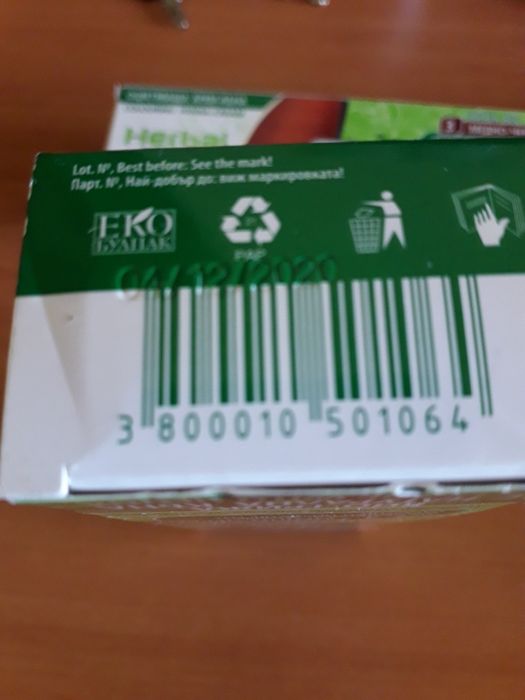 Herbal
Lot. №, Best before: See the mark!
Парт. №, Най-добър до: виж маркировката!
ЕКО
БУЛПАК
PAP
04/12/2020
3 800010 501064